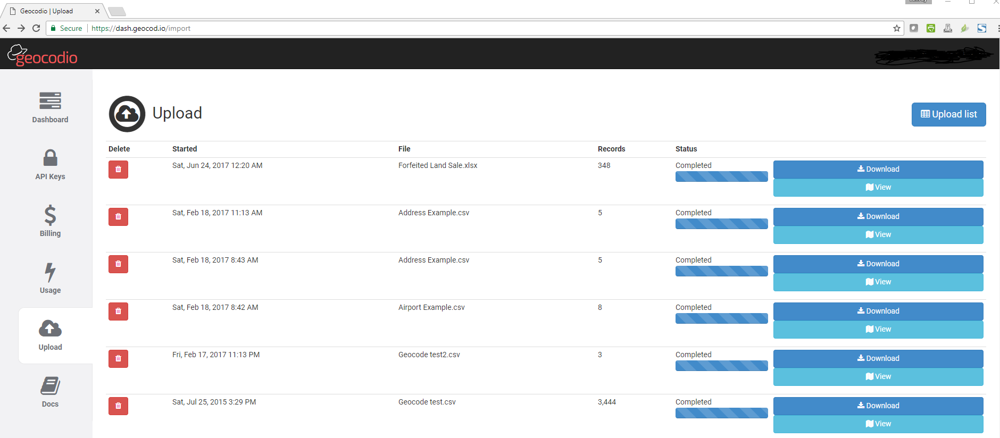 Geocodio | Upload
Secure https://dash.geocod.io/import
geocodio
Dashboard
API Keys
Billing
Usage
Upload
Docs
Upload
Upload list
Delete Started File Records Status
Sat, Jun 24, 2017 12:20 AM Forfeited Land Sale.xlsx 348 Completed Download
View
Sat, Feb 18, 2017 11:13 AM Address Example.csv 5 Completed Download
View
Sat, Feb 18, 2017 8:43 AM Address Example.csv 5 Completed Download
View
Sat, Feb 18, 2017 8:42 AM Airport Example.csv 8 Completed Download
View
Fri, Feb 17, 2017 11:13 PM Geocode test2.csv 3 Completed Download
View
Sat, Jul 25, 2015 3:29 PM Geocode test.csv 3,444 Completed Download
View